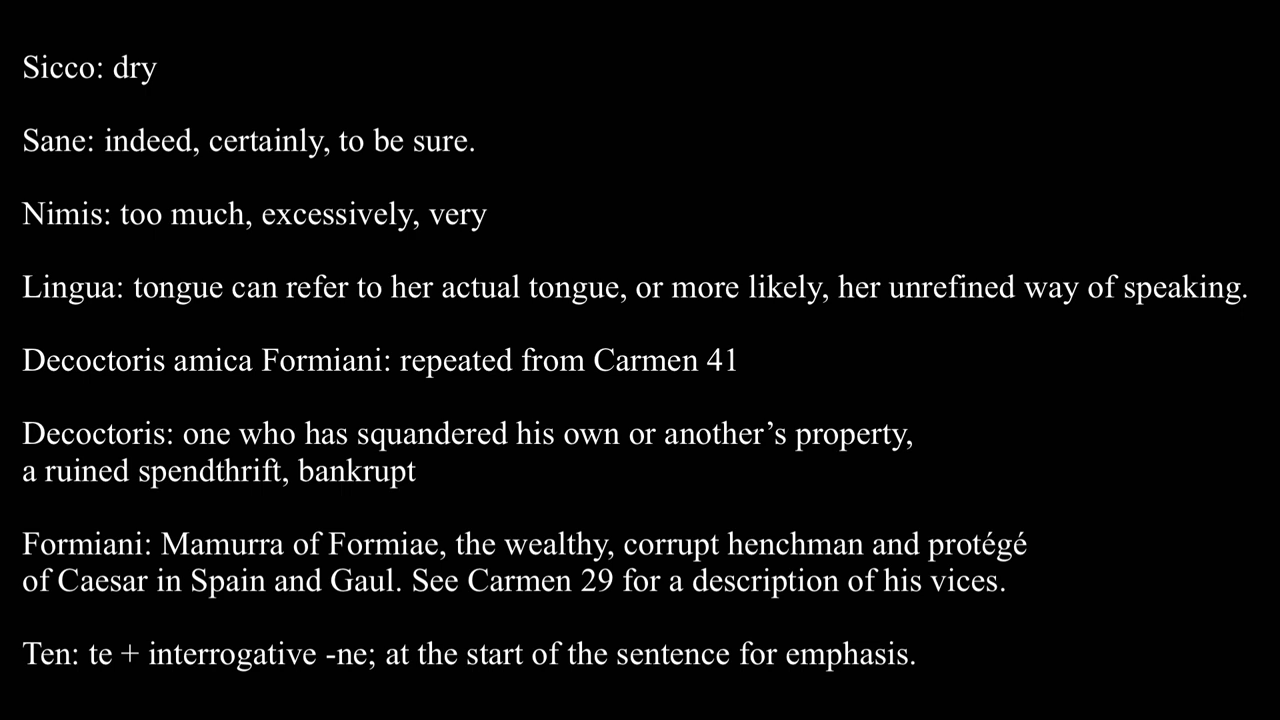 Sicco: dry
Sane: indeed, certainly, to be sure.
Nimis: too much, excessively, very
Lingua: tongue can refer to her actual tongue, or more likely, her unrefined way of speaking.
Decoctoris amica Formiani: repeated from Carmen 41
Decoctoris: one who has squandered his own or another’s property,
a ruined spendthrift, bankrupt
Formiani: Mamurra of Formiae, the wealthy, corrupt henchman and protégé
of Caesar in Spain and Gaul. See Carmen 29 for a description of his vices.
Ten: te + interrogative -ne; at the start of the sentence for emphasis.